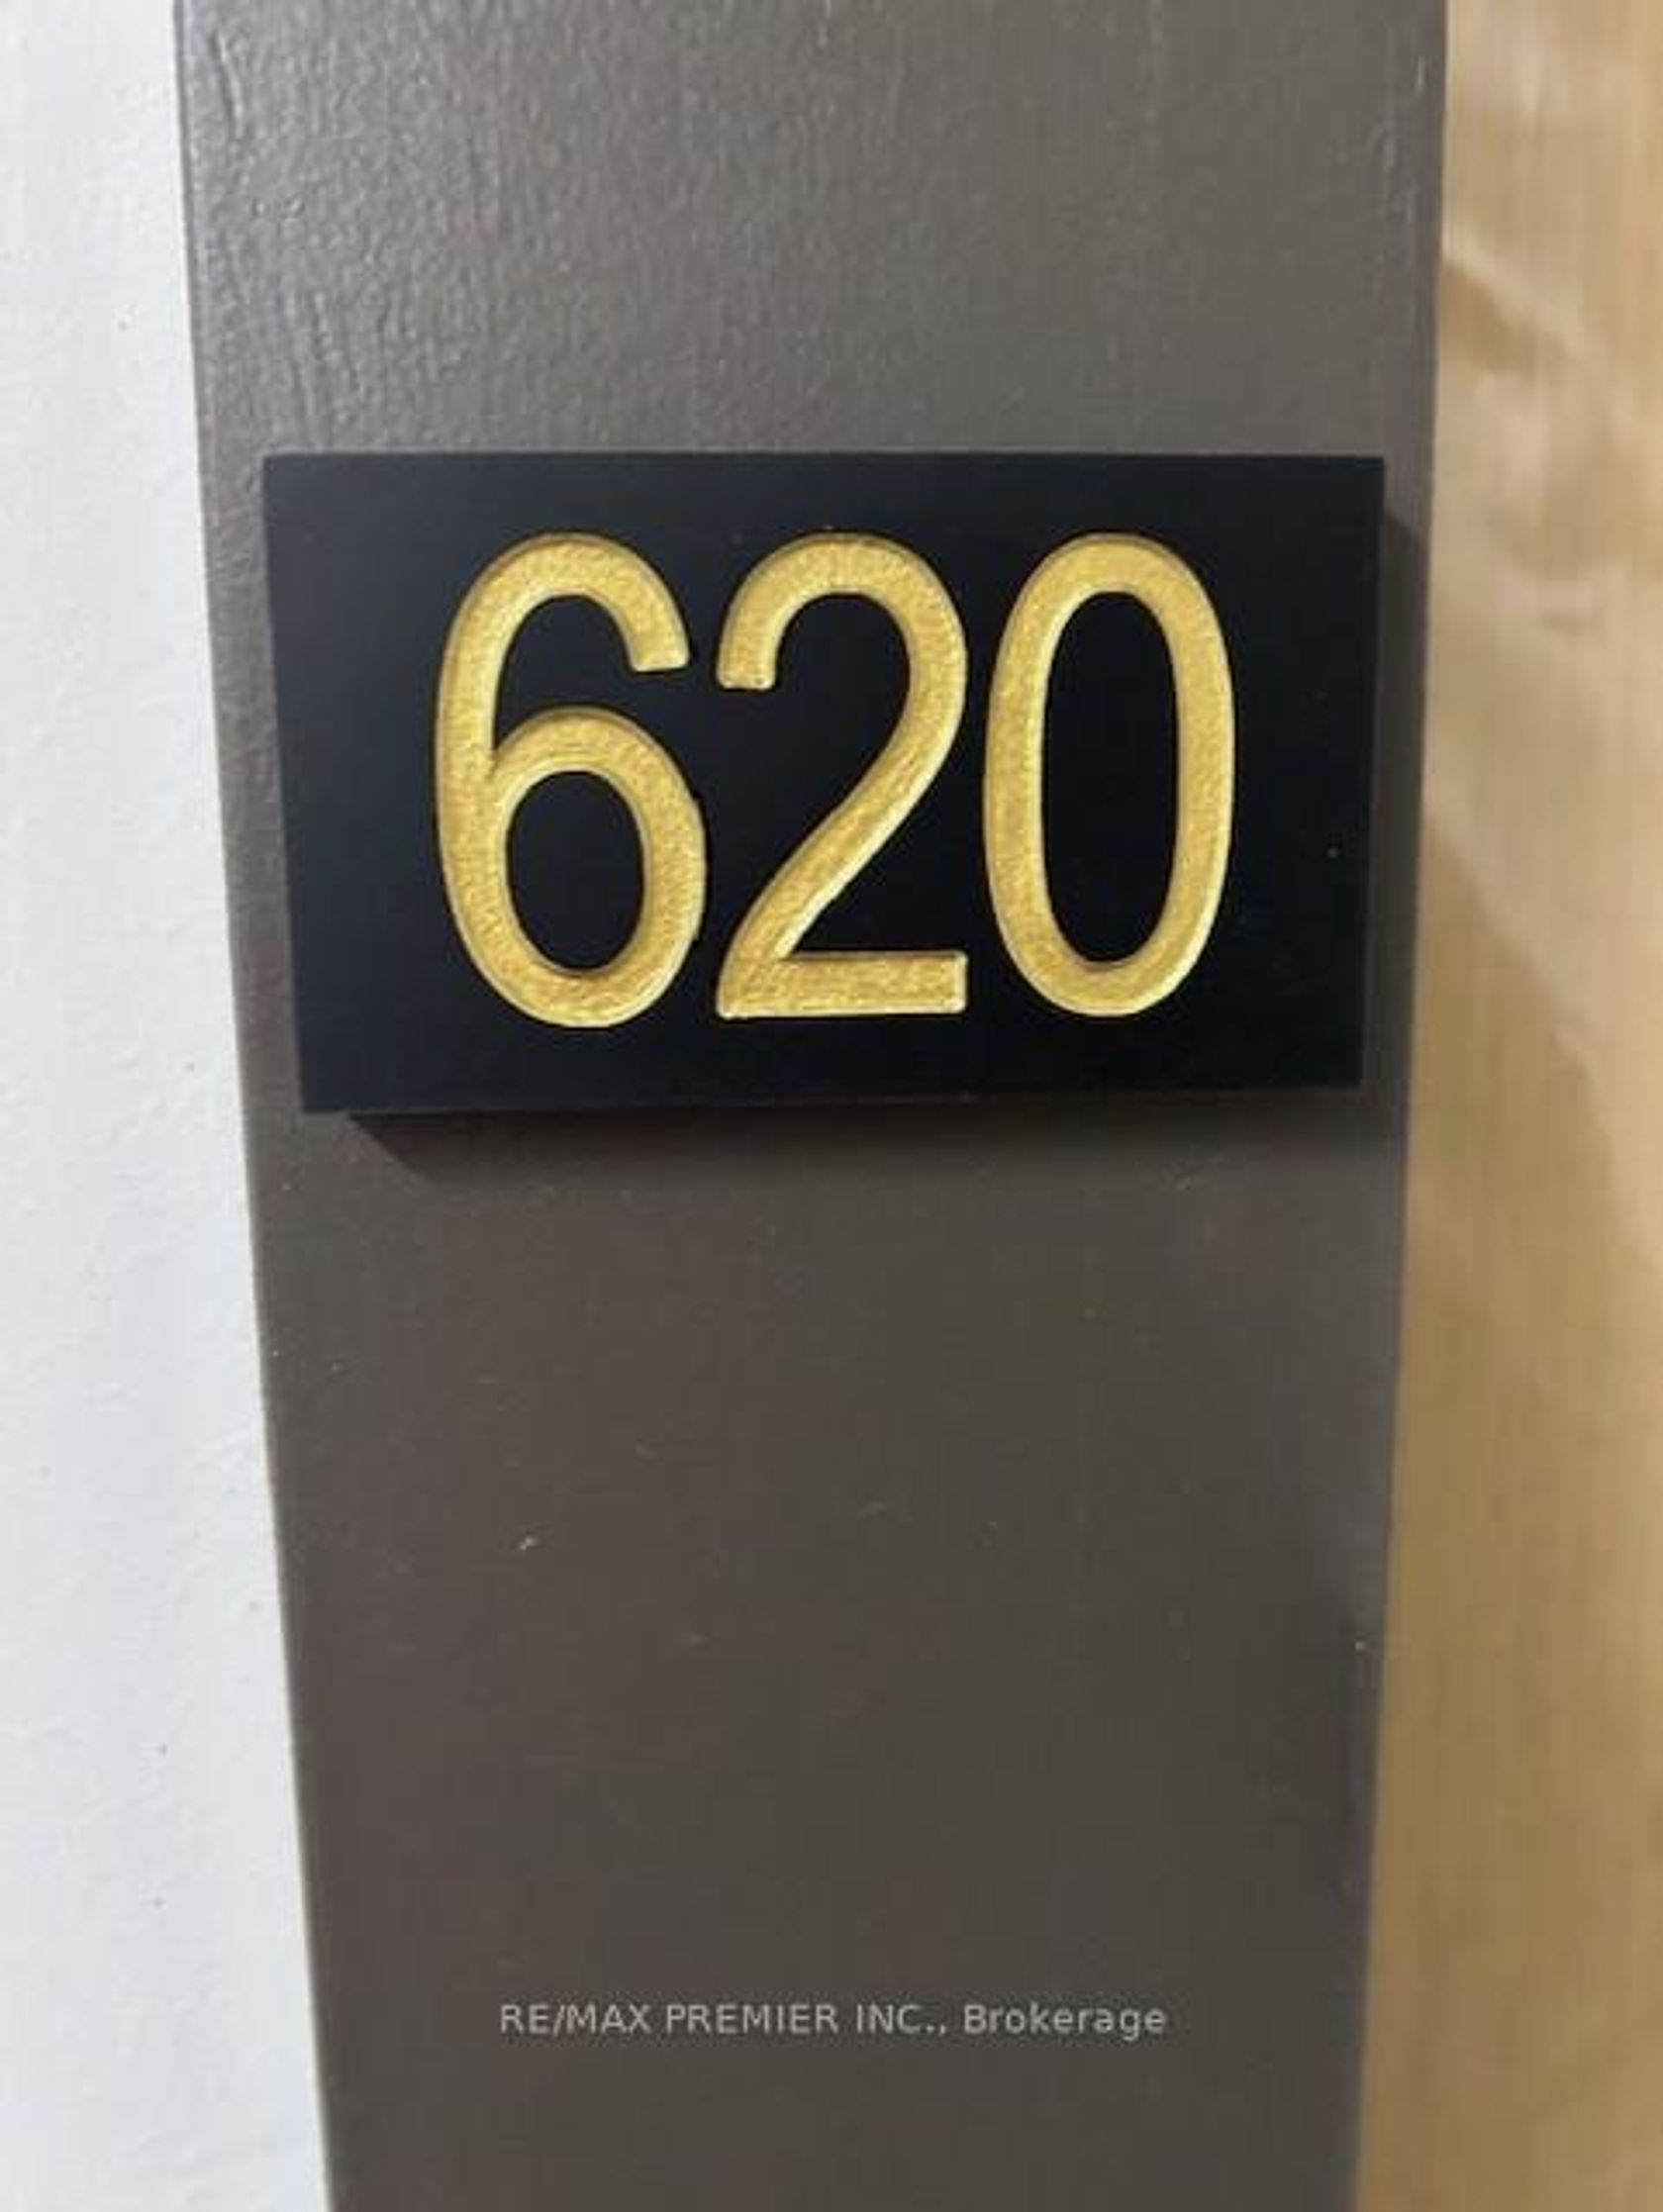 620
RE/MAX PREMIER INC., Brokerage